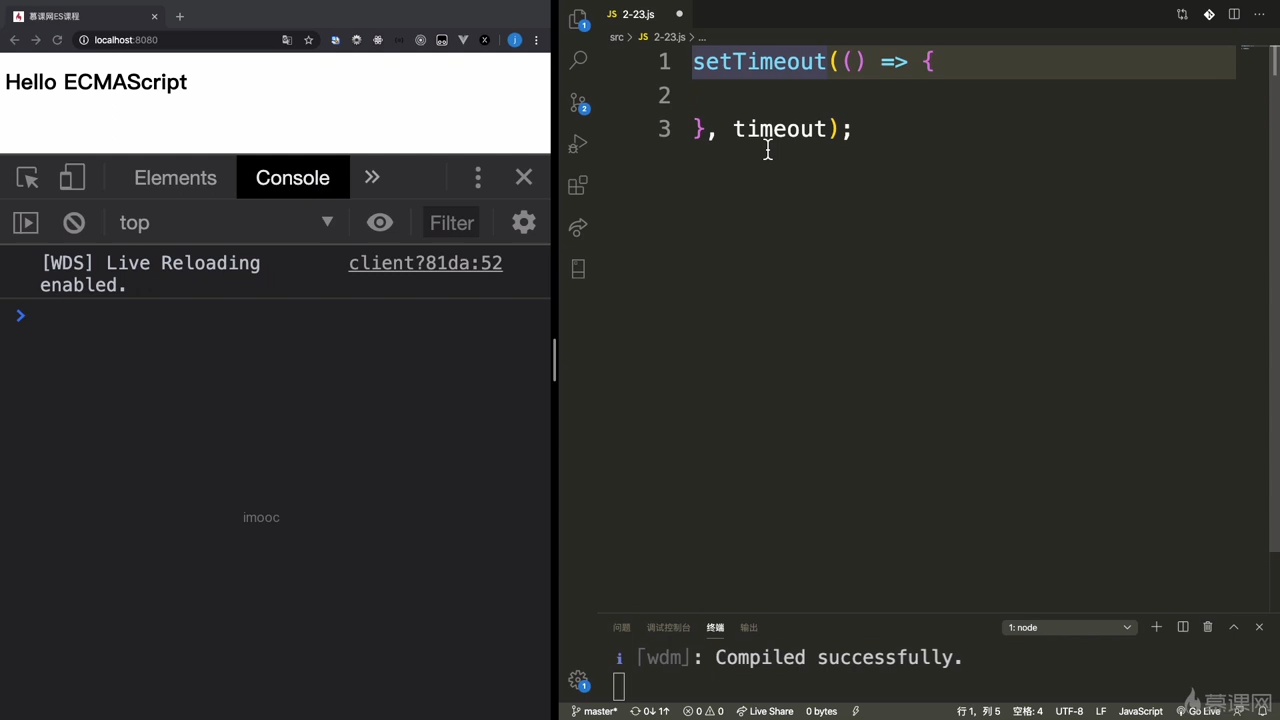 慕课网ES课程
localhost:8080
Hello ECMAScript
Elements
Console
top
Filter
[WDS] Live Reloading
enabled.
client?81da:52
imooc
2-23.js
src > JS 2-23.js > ...
1 setTimeout(() => {
2
3 }, timeout);
问题
调试控制台
终端
输出
1: node
i ｢wdm｣: Compiled successfully.
master*
0↓ 1↑
0 0
Live Share
0 bytes
行 1, 列 5
空格: 4
UTF-8
LF
JavaScript
Go Live
慕课网